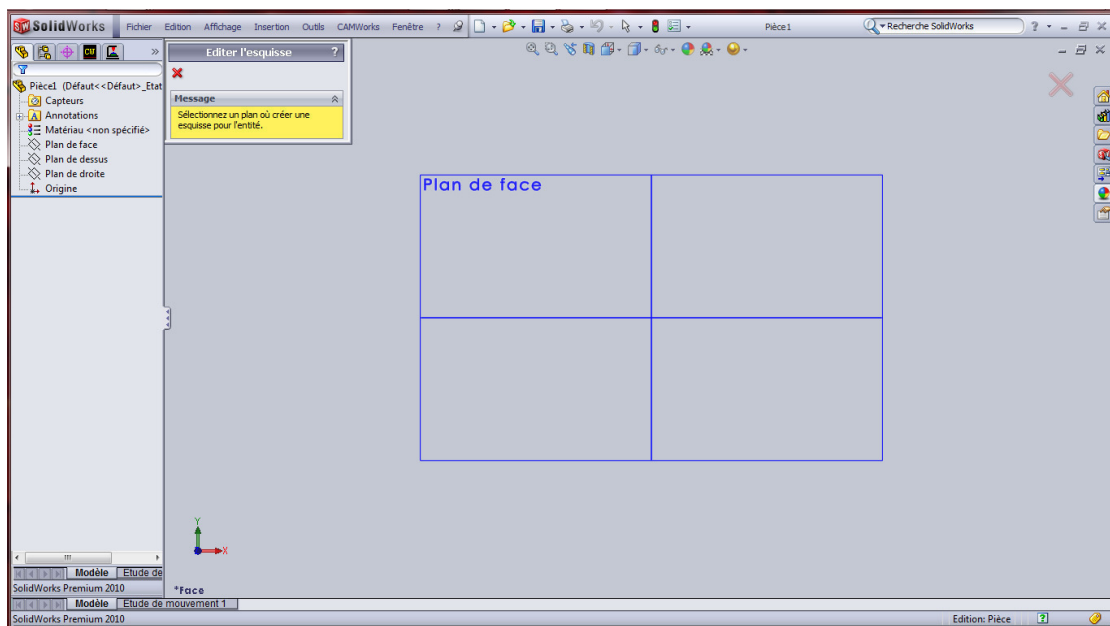 SolidWorks Fichier Edition Affichage Insertion Outils CAMWorks Fenêtre ? Pièce1 Recherche SolidWorks ?
Editer l'esquisse ?
Pièce1 (Défaut<<Défaut>_Etat
Capteurs
Annotations
Matériau <non spécifié>
Plan de face
Plan de dessus
Plan de droite
Origine
Message
Sélectionnez un plan où créer une
esquisse pour l'entité.
Plan de face
Y
X
*Face
Modèle Etude de
SolidWorks Premium 2010
Modèle Etude de mouvement 1
SolidWorks Premium 2010 Edition: Pièce ?